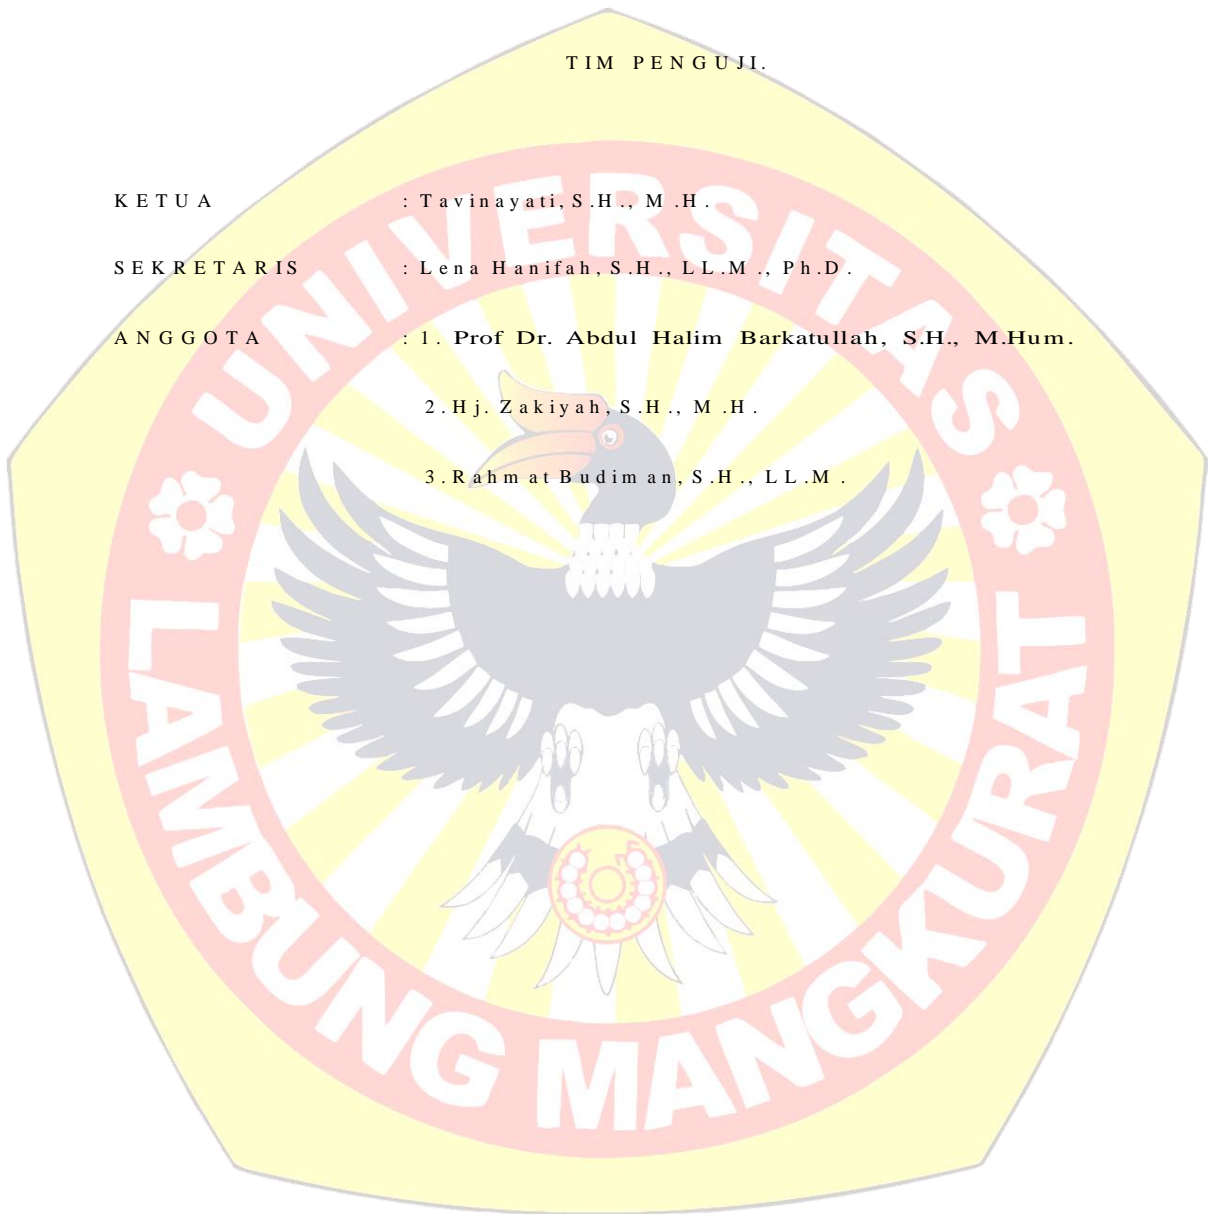 TIM PENGUJI.
KETUA : Tavinayati, S.H., M.H.
SEKRETARIS : Lena Hanifah, S.H., LL.M., Ph.D.
ANGGOTA : 1. Prof Dr. Abdul Halim Barkatullah, S.H., M.Hum.
2. Hj. Zakiyah, S.H., M.H.
3. Rahmat Budiman, S.H., LL.M.
UNIVERSITAS
LAMBUNG MANGKURAT